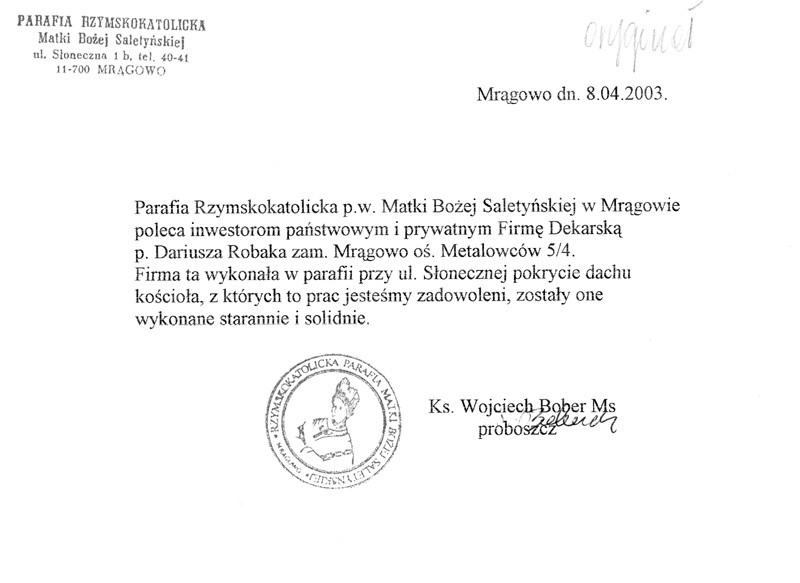 PARAFIA RZYMSKOKATOLICKA
Matki Bożej Saletyńskiej
ul. Słoneczna 1 b, tel. 40-41
11-700 MRĄGOWO
oryginał
Mrągowo dn. 8.04.2003.
Parafia Rzymskokatolicka p.w. Matki Bożej Saletyńskiej w Mrągowie
poleca inwestorom państwowym i prywatnym Firmę Dekarską
p. Dariusza Robaka zam. Mrągowo oś. Metalowców 5/4.
Firma ta wykonała w parafii przy ul. Słonecznej pokrycie dachu
kościoła, z których to prac jesteśmy zadowoleni, zostały one
wykonane starannie i solidnie.
RZYMSKOKATOLICKA PARAFIA MATKI BOŻEJ SALETYŃSKIEJ
Ks. Wojciech Bober Ms
proboszcz